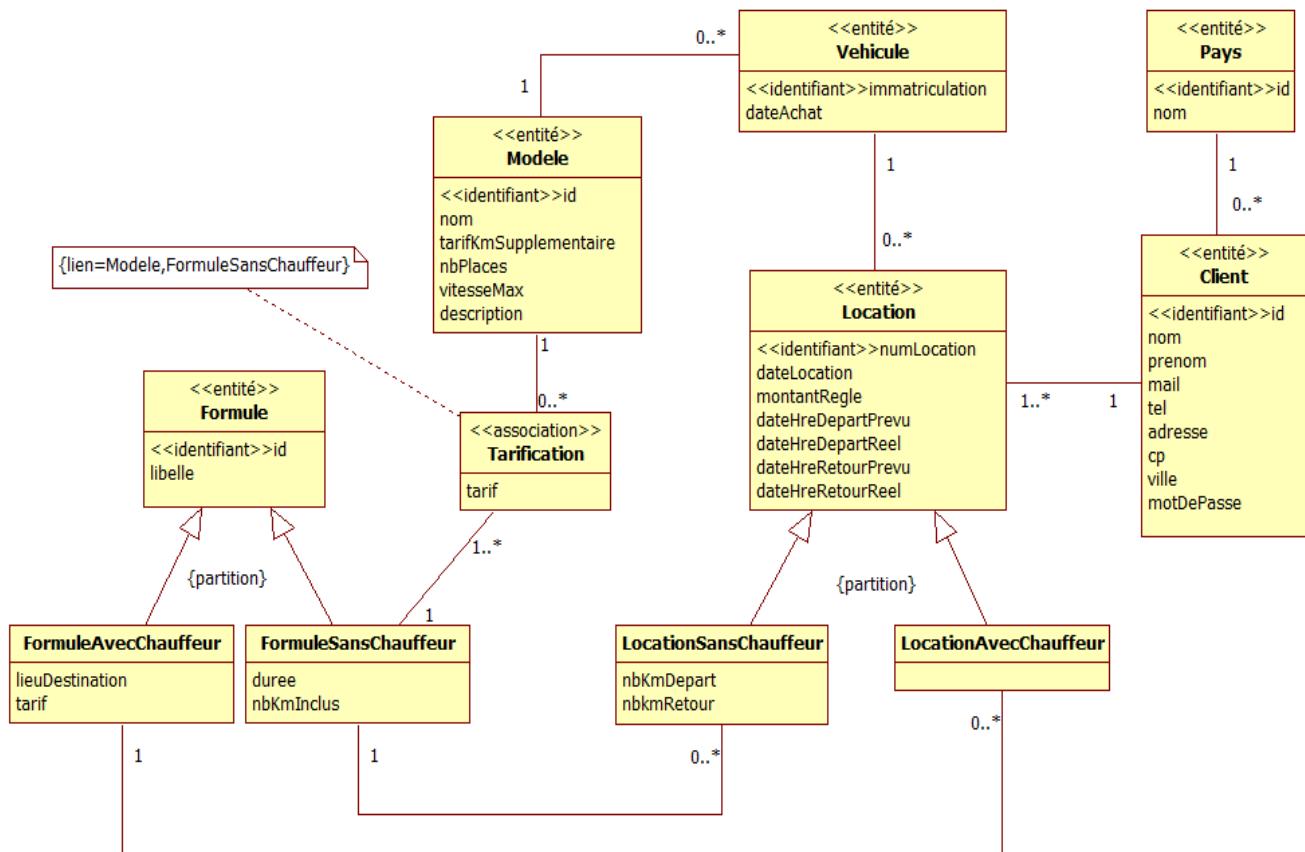 <<entité>>
Vehicule
<<identifiant>>immatriculation
dateAchat
<<entité>>
Pays
<<identifiant>>id
nom
0..*
1
1
0..*
1
0..*
<<entité>>
Modele
<<identifiant>>id
nom
tarifKmSupplementaire
nbPlaces
vitesseMax
description
{lien=Modele,FormuleSansChauffeur}
<<entité>>
Location
<<identifiant>>numLocation
dateLocation
montantRegle
dateHreDepartPrevu
dateHreDepartReel
dateHreRetourPrevu
dateHreRetourReel
<<entité>>
Client
<<identifiant>>id
nom
prenom
mail
tel
adresse
cp
ville
motDePasse
1..*
1
1
0..*
<<entité>>
Formule
<<identifiant>>id
libelle
<<association>>
Tarification
tarif
1..*
1
{partition}
{partition}
FormuleAvecChauffeur
lieuDestination
tarif
FormuleSansChauffeur
duree
nbKmInclus
LocationSansChauffeur
nbKmDepart
nbkmRetour
LocationAvecChauffeur
1
1
0..*
0..*